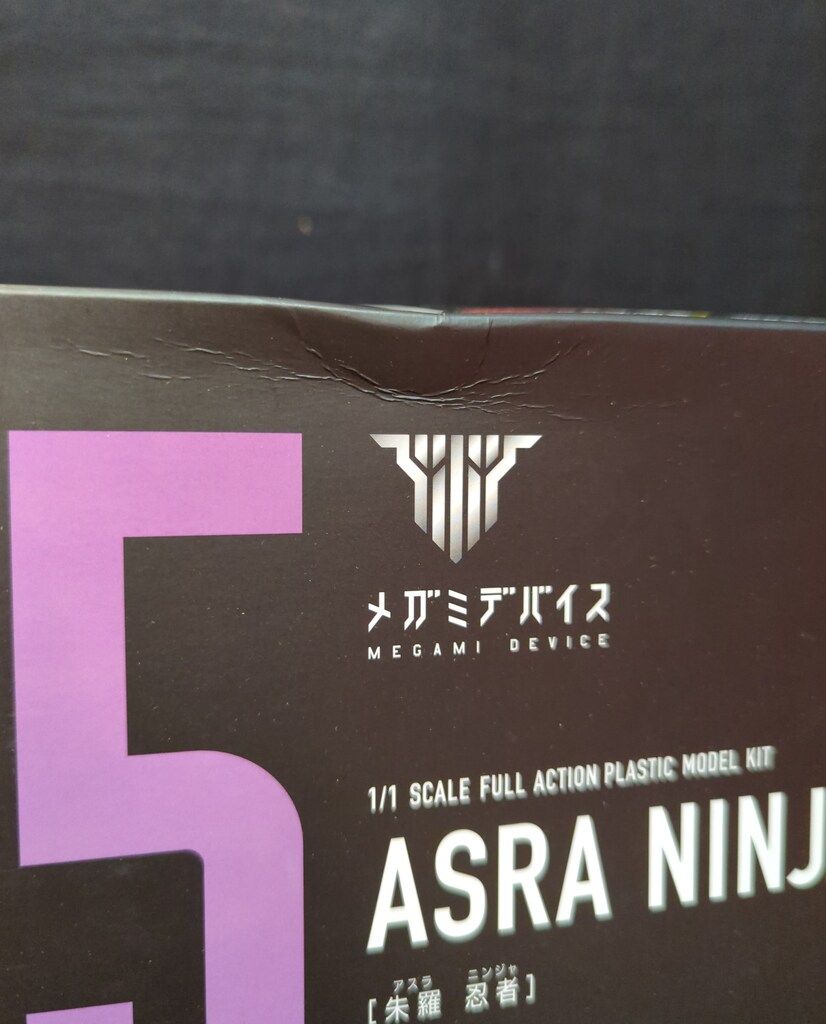 5
メガミデバイス
MEGAMI DEVICE
1/1 SCALE FULL ACTION PLASTIC MODEL KIT
ASRA NINJ
アスラ ニンジャ
[朱羅 忍者]